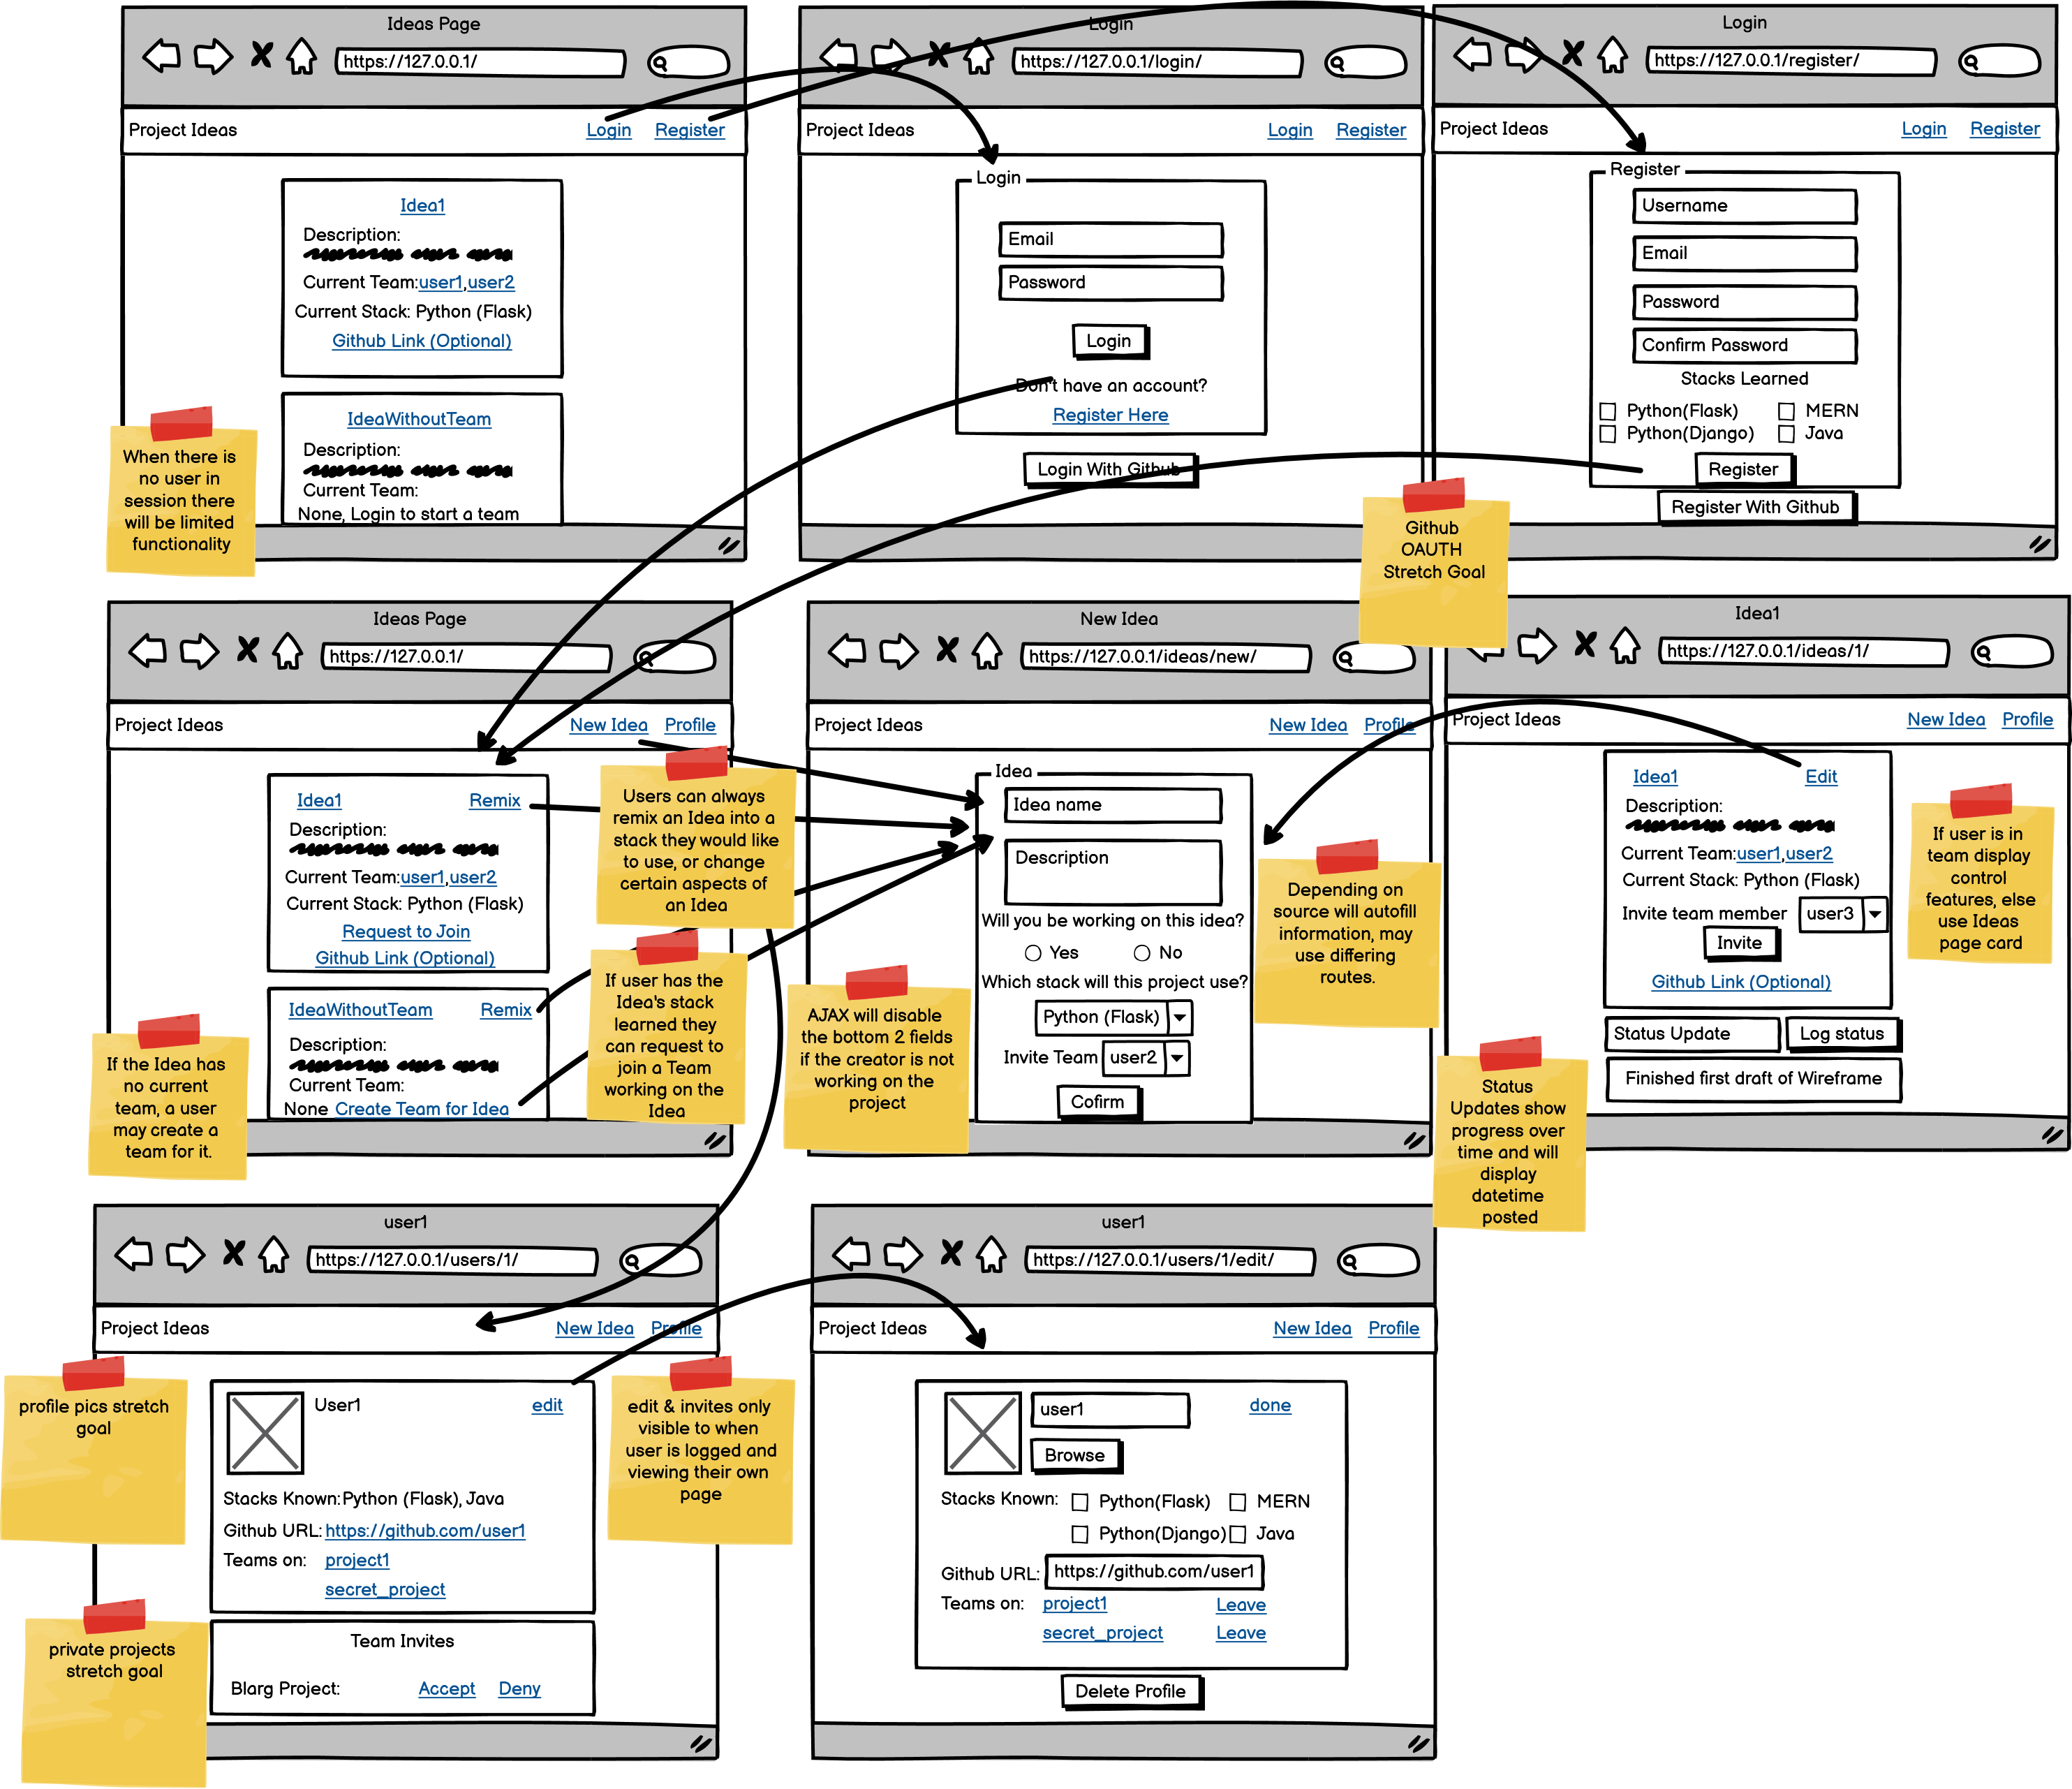 Ideas Page
https://127.0.0.1/
Project Ideas
Login
Register
Idea1
Description:
Current Team:user1,user2
Current Stack: Python (Flask)
Github Link (Optional)
IdeaWithoutTeam
Description:
Current Team:
None, Login to start a team
When there is
no user in
session there
will be limited
functionality
Login
https://127.0.0.1/login/
Project Ideas
Login
Register
Login
Email
Password
Login
Don't have an account?
Register Here
Login With Github
Login
https://127.0.0.1/register/
Project Ideas
Login
Register
Register
Username
Email
Password
Confirm Password
Stacks Learned
Python(Flask)
MERN
Python(Django)
Java
Register
Register With Github
Github
OAUTH
Stretch Goal
Ideas Page
https://127.0.0.1/
Project Ideas
New Idea
Profile
Idea1
Remix
Description:
Current Team:user1,user2
Current Stack: Python (Flask)
Request to Join
Github Link (Optional)
IdeaWithoutTeam
Remix
Description:
Current Team:
None Create Team for Idea
If the Idea has
no current
team, a user
may create a
team for it.
Users can always
remix an Idea into a
stack they would like
to use, or change
certain aspects of
an Idea
If user has the
Idea's stack
learned they
can request to
join a Team
working on the
Idea
New Idea
https://127.0.0.1/ideas/new/
Project Ideas
New Idea
Profile
Idea
Idea name
Description
Will you be working on this idea?
Yes
No
Which stack will this project use?
Python (Flask)
Invite Team
user2
Cofirm
AJAX will disable
the bottom 2 fields
if the creator is not
working on the
project
Depending on
source will autofill
information, may
use differing
routes.
Idea1
https://127.0.0.1/ideas/1/
Project Ideas
New Idea
Profile
Idea1
Edit
Description:
Current Team:user1,user2
Current Stack: Python (Flask)
Invite team member
user3
Invite
Github Link (Optional)
Status Update
Log status
Finished first draft of Wireframe
If user is in
team display
control
features, else
use Ideas
page card
Status
Updates show
progress over
time and will
display
datetime
posted
user1
https://127.0.0.1/users/1/
Project Ideas
New Idea
Profile
User1
edit
Stacks Known:Python (Flask), Java
Github URL: https://github.com/user1
Teams on: project1
secret_project
Team Invites
Blarg Project:
Accept
Deny
profile pics stretch
goal
private projects
stretch goal
edit & invites only
visible to when
user is logged and
viewing their own
page
user1
https://127.0.0.1/users/1/edit/
Project Ideas
New Idea
Profile
user1
done
Browse
Stacks Known:
Python(Flask)
MERN
Python(Django)
Java
Github URL: https://github.com/user1
Teams on: project1
Leave
secret_project
Leave
Delete Profile